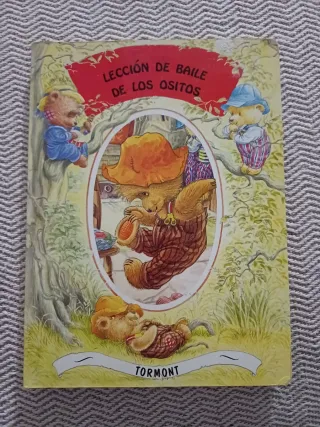 LECCIÓN DE BAILE
DE LOS OSITOS
TORMONT